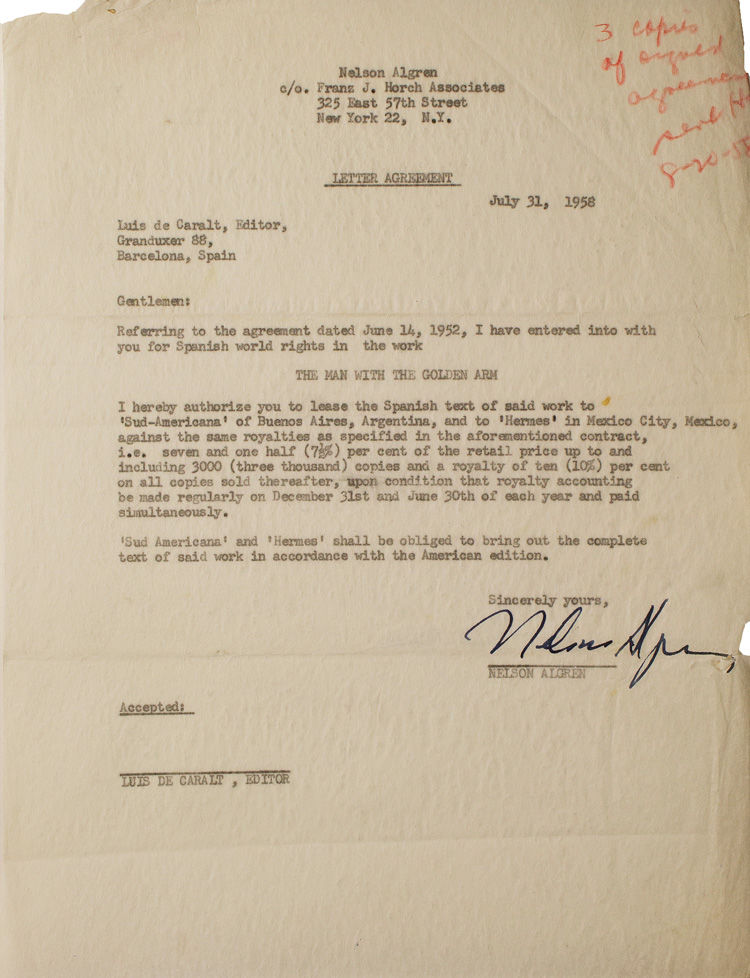 3 copies
of signed
agreement
sent
8-20-58
Nelson Algren
c/o. Franz J. Horch Associates
325 East 57th Street
New York 22, N.Y.
LETTER AGREEMENT
July 31, 1958
Luis de Caralt, Editor,
Granduxer 88,
Barcelona, Spain
Gentlemen:
Referring to the agreement dated June 14, 1952, I have entered into with
you for Spanish world rights in the work
THE MAN WITH THE GOLDEN ARM
I hereby authorize you to lease the Spanish text of said work to
'Sud-Americana' of Buenos Aires, Argentina, and to 'Hermes' in Mexico City, Mexico,
against the same royalties as specified in the aforementioned contract,
i.e. seven and one half (7½%) per cent of the retail price up to and
including 3000 (three thousand) copies and a royalty of ten (10%) per cent
on all copies sold thereafter, upon condition that royalty accounting
be made regularly on December 31st and June 30th of each year and paid
simultaneously.
'Sud Americana' and 'Hermes' shall be obliged to bring out the complete
text of said work in accordance with the American edition.
Sincerely yours,
Nelson Algren
NELSON ALGREN
Accepted:
LUIS DE CARALT , EDITOR